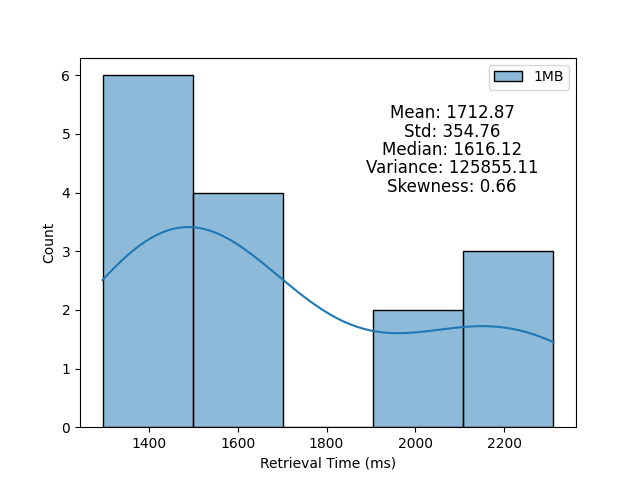 1MB
Mean: 1712.87
Std: 354.76
Median: 1616.12
Variance: 125855.11
Skewness: 0.66
6
5
4
3
2
1
0
Count
1400 1600 1800 2000 2200
Retrieval Time (ms)